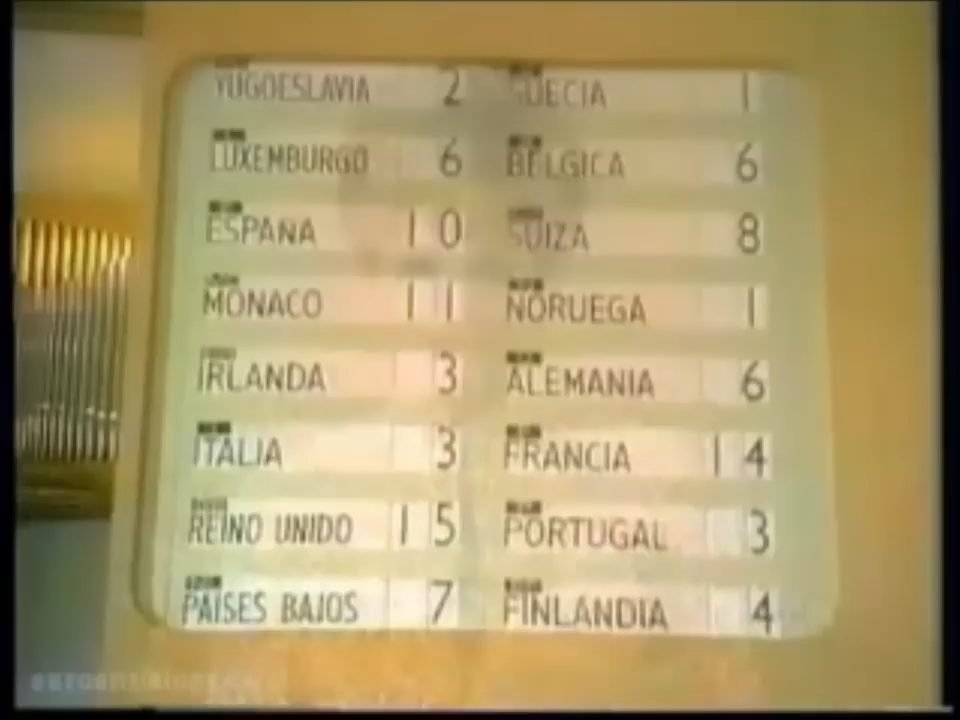 YUGOESLAVIA 2 SUECIA 1
LUXEMBURGO 6 BELGICA 6
ESPAÑA 10 SUIZA 8
MONACO 11 NORUEGA 1
IRLANDA 3 ALEMANIA 6
ITALIA 3 FRANCIA 14
REINO UNIDO 15 PORTUGAL 3
PAISES BAJOS 7 FINLANDIA 4